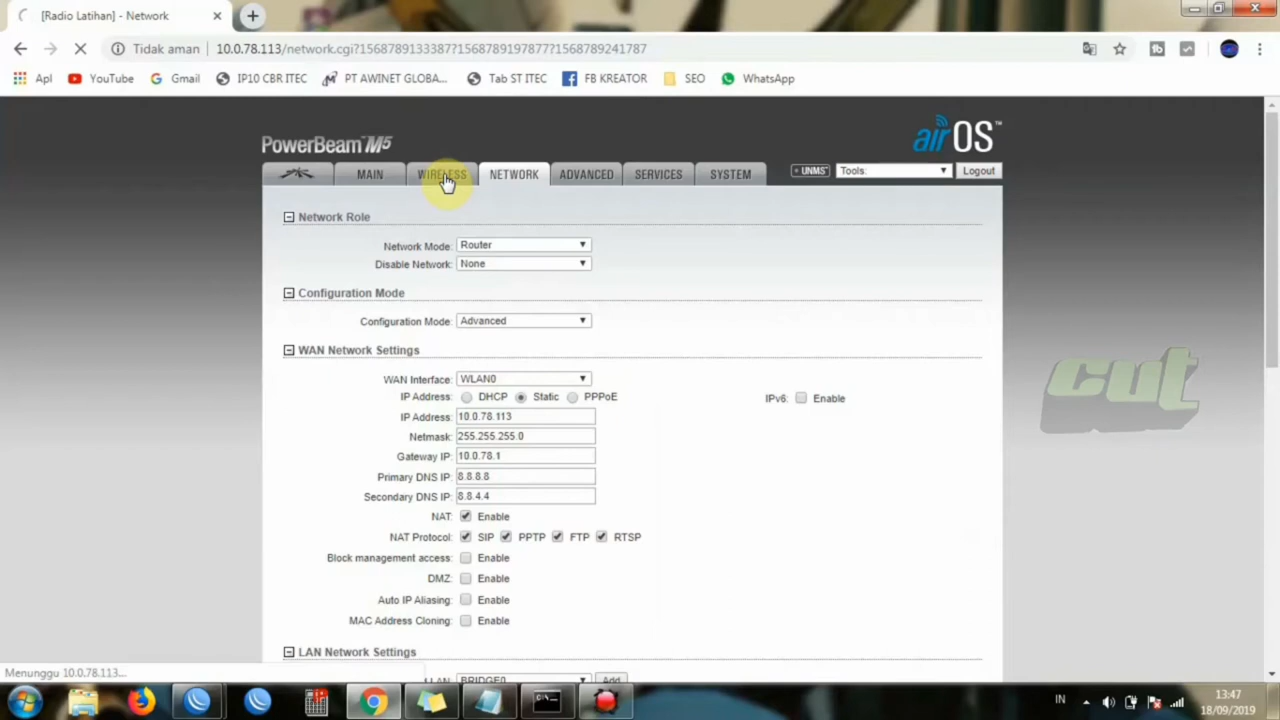 [Radio Latihan] - Network
Tidak aman 10.0.78.113/network.cgi?1568789133387?1568789197877?1568789241787
Apl YouTube Gmail IP10 CBR ITEC PT AWINET GLOBA... Tab ST ITEC FB KREATOR SEO WhatsApp
PowerBeam M5
airOS™
MAIN WIRELESS NETWORK ADVANCED SERVICES SYSTEM UNMS Tools: Logout
Network Role
Network Mode: Router
Disable Network: None
Configuration Mode
Configuration Mode: Advanced
WAN Network Settings
WAN Interface: WLAN0
IP Address: DHCP Static PPPoE IPv6: Enable
IP Address: 10.0.78.113
Netmask: 255.255.255.0
Gateway IP: 10.0.78.1
Primary DNS IP: 8.8.8.8
Secondary DNS IP: 8.8.4.4
NAT: Enable
NAT Protocol: SIP PPTP FTP RTSP
Block management access: Enable
DMZ: Enable
Auto IP Aliasing: Enable
MAC Address Cloning: Enable
LAN Network Settings
BRIDGE0 Add
cut
Menunggu 10.0.78.113...
IN 13:47
18/09/2019